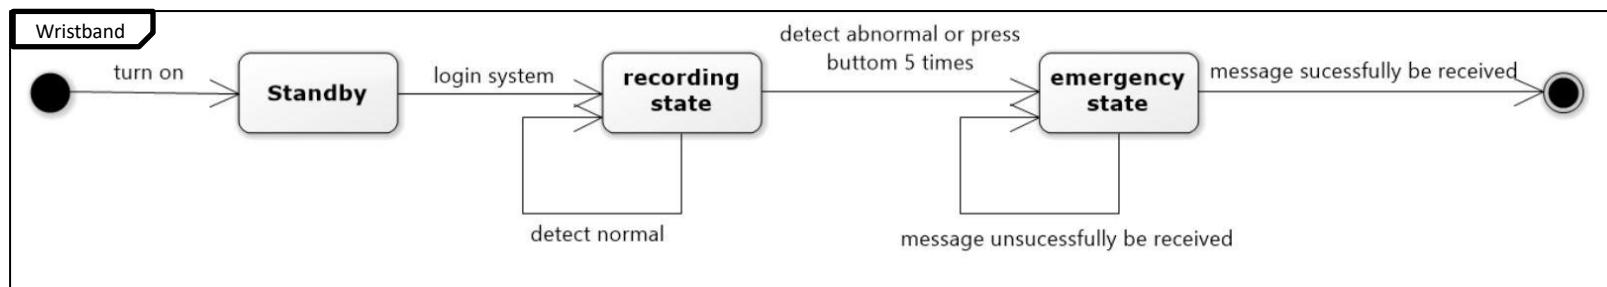 Wristband
turn on
Standby
login system
recording
state
detect normal
detect abnormal or press
buttom 5 times
emergency
state
message unsucessfully be received
message sucessfully be received